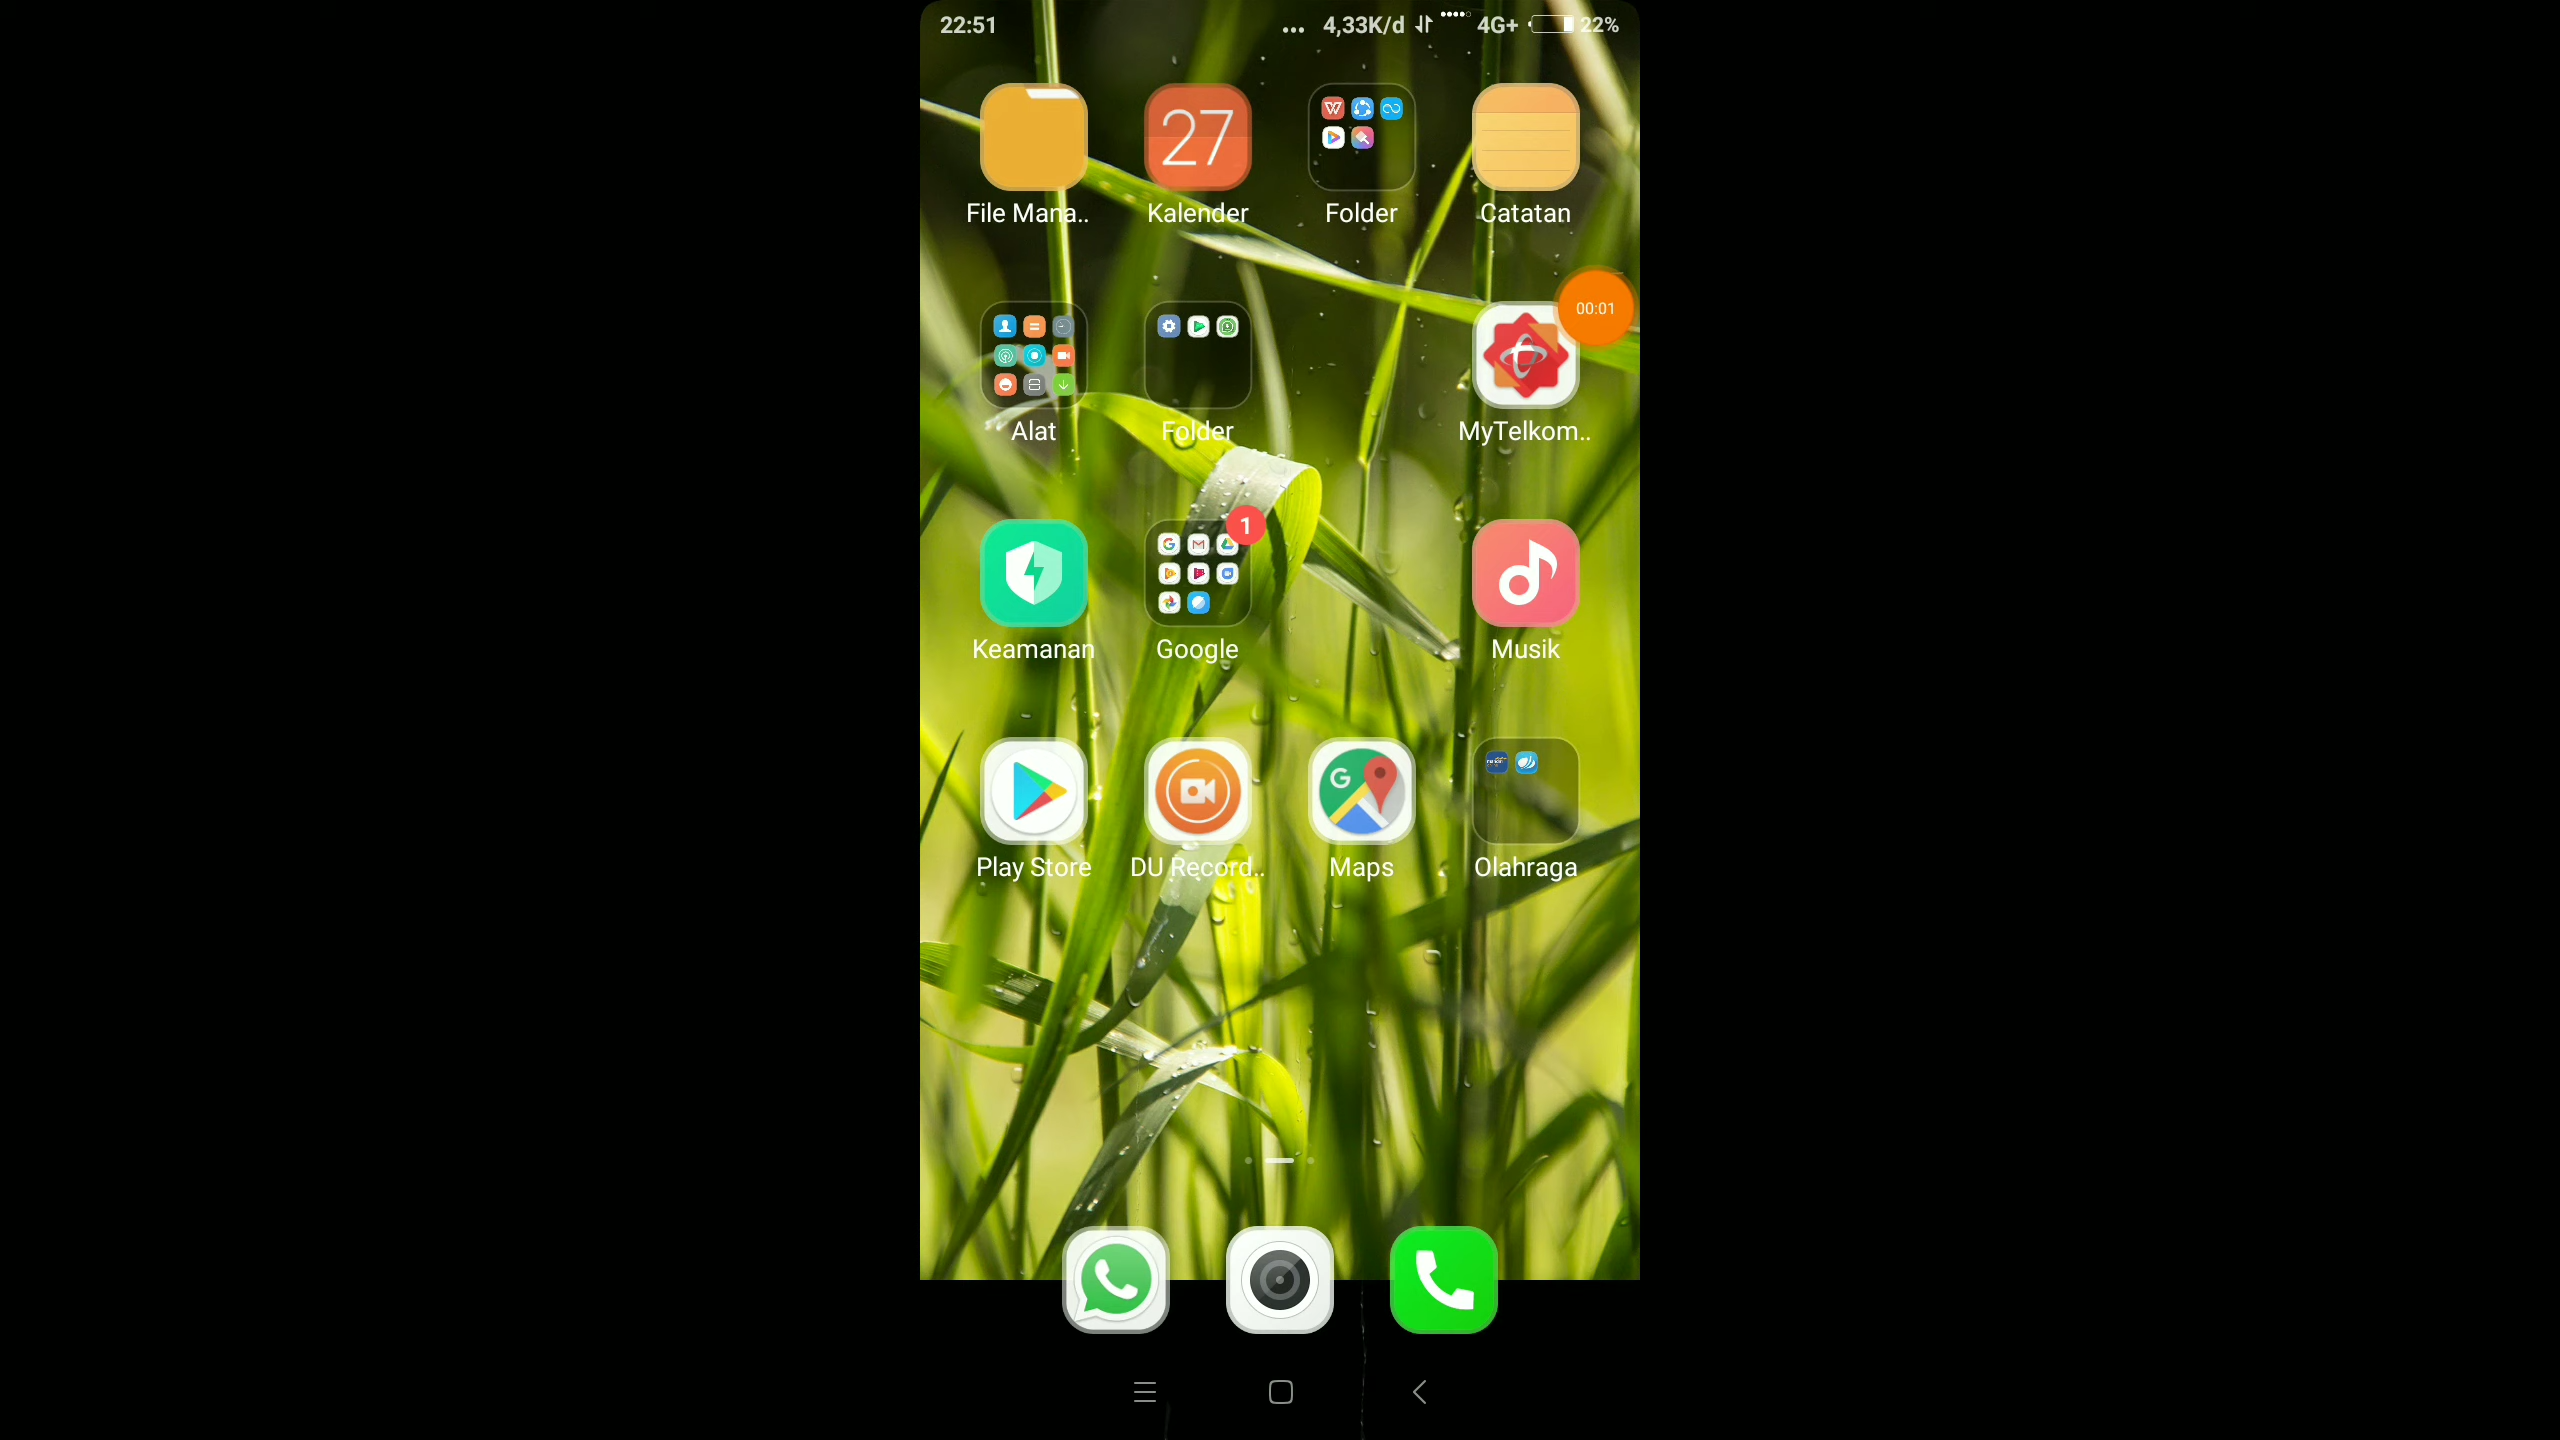 22:51 ... 4,33K/d 4G+ 22%
27
File Mana.. Kalender Folder Catatan
00:01
Alat Folder MyTelkom..
1
Keamanan Google Musik
Play Store DU Record.. Maps Olahraga